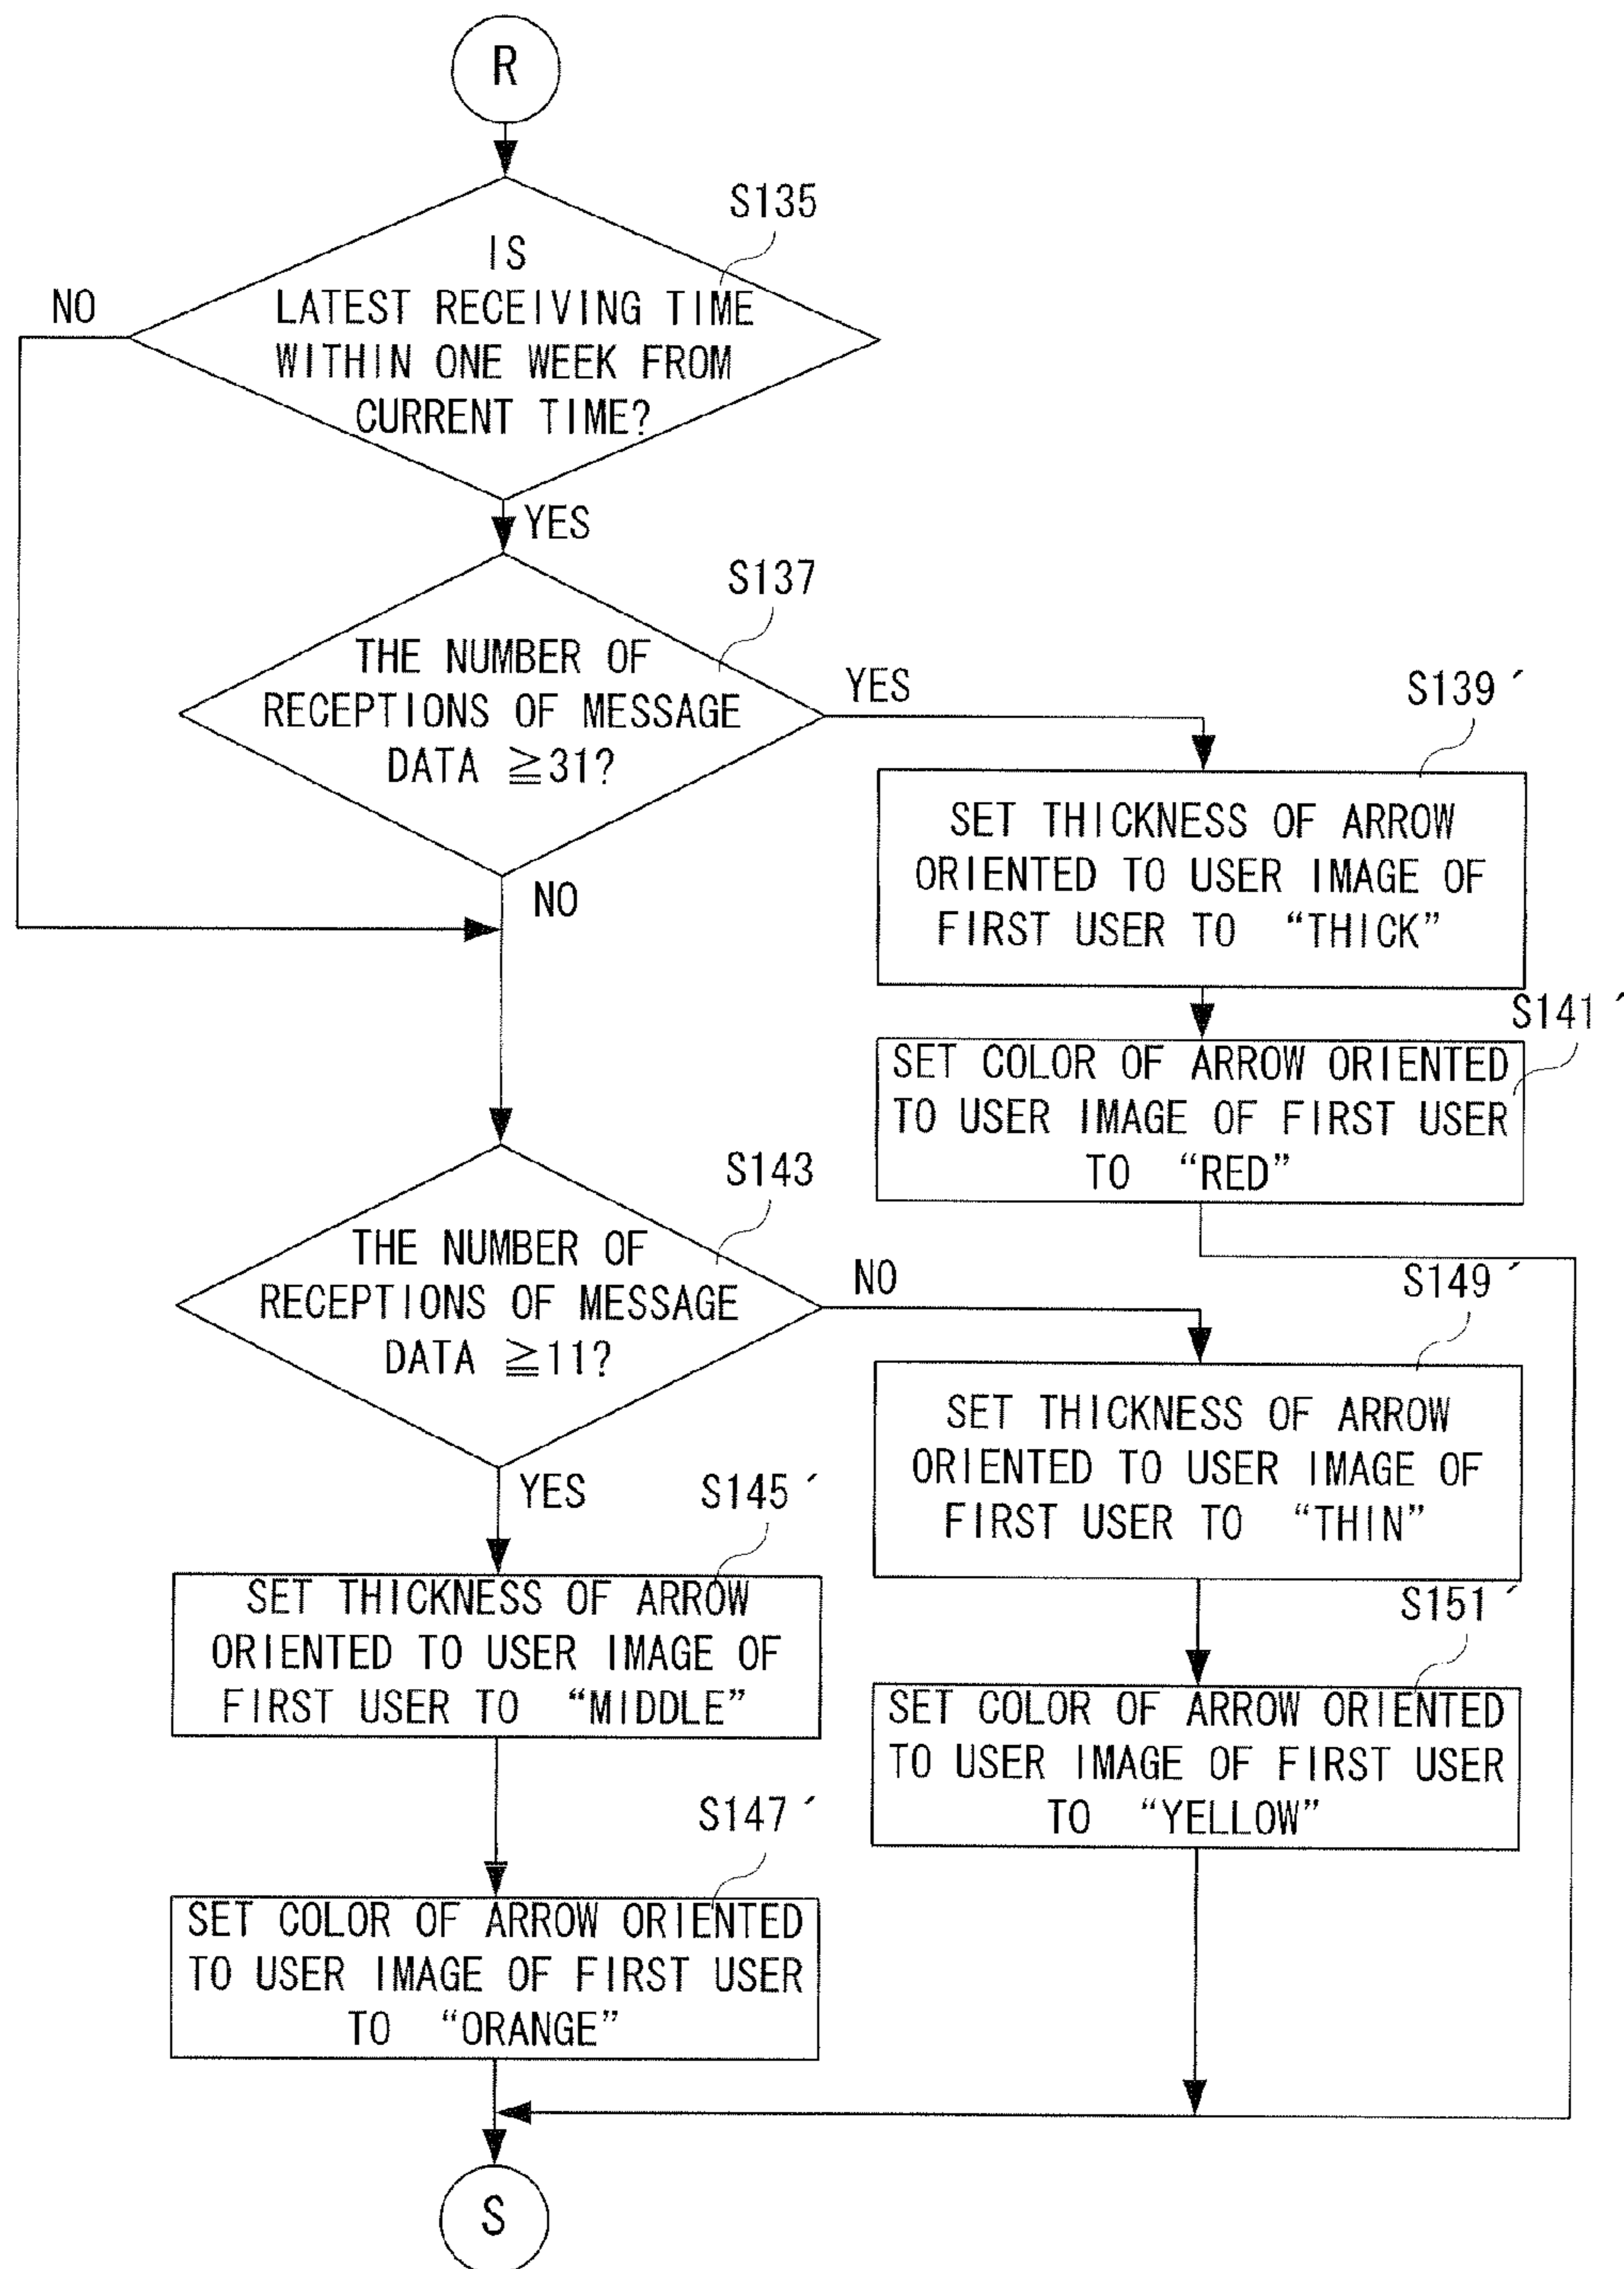 R
S135
IS
LATEST RECEIVING TIME
WITHIN ONE WEEK FROM
CURRENT TIME?
NO
YES
S137
THE NUMBER OF
RECEPTIONS OF MESSAGE
DATA ≧31?
YES
NO
S139´
SET THICKNESS OF ARROW
ORIENTED TO USER IMAGE OF
FIRST USER TO “THICK”
S141´
SET COLOR OF ARROW ORIENTED
TO USER IMAGE OF FIRST USER
TO “RED”
S143
THE NUMBER OF
RECEPTIONS OF MESSAGE
DATA ≧11?
NO
YES
S149´
SET THICKNESS OF ARROW
ORIENTED TO USER IMAGE OF
FIRST USER TO “THIN”
S145´
SET THICKNESS OF ARROW
ORIENTED TO USER IMAGE OF
FIRST USER TO “MIDDLE”
S151´
SET COLOR OF ARROW ORIENTED
TO USER IMAGE OF FIRST USER
TO “YELLOW”
S147´
SET COLOR OF ARROW ORIENTED
TO USER IMAGE OF FIRST USER
TO “ORANGE”
S